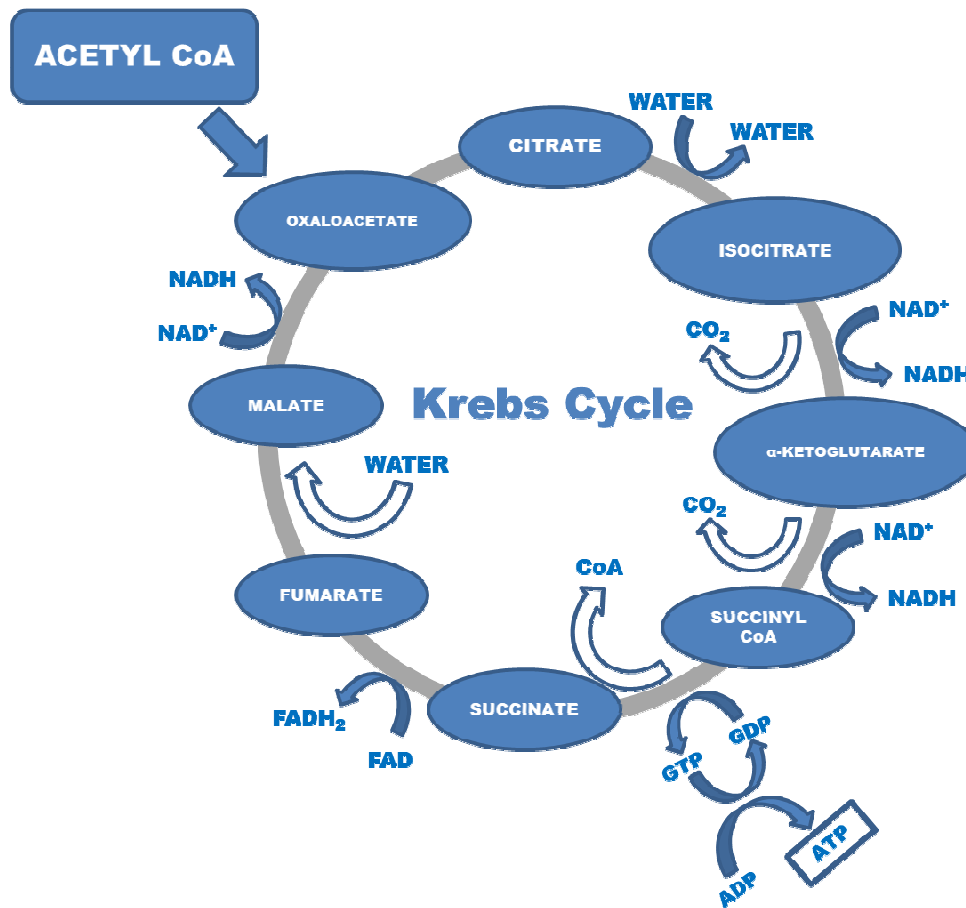 ACETYL CoA
WATER
WATER
CITRATE
OXALOACETATE
ISOCITRATE
NADH
NAD⁺
CO₂
NAD⁺
NADH
MALATE
Krebs Cycle
α-KETOGLUTARATE
WATER
CO₂
NAD⁺
NADH
CoA
FUMARATE
SUCCINYL
CoA
SUCCINATE
FADH₂
FAD
GDP
GTP
ATP
ADP